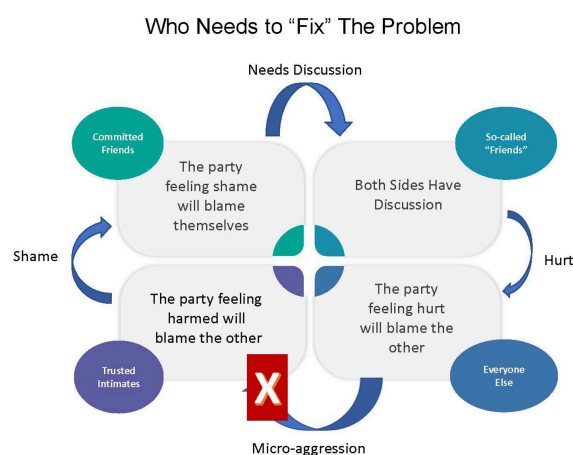 Who Needs to “Fix” The Problem
Needs Discussion
Committed
Friends
So-called
“Friends”
The party
feeling shame
will blame
themselves
Both Sides Have
Discussion
Shame
Hurt
The party feeling
harmed will
blame the other
The party
feeling hurt
will blame the
other
Trusted
Intimates
X
Everyone
Else
Micro-aggression